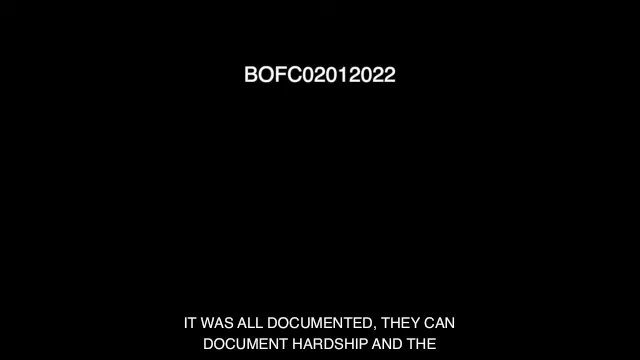 BOFC02012022
IT WAS ALL DOCUMENTED, THEY CAN
DOCUMENT HARDSHIP AND THE